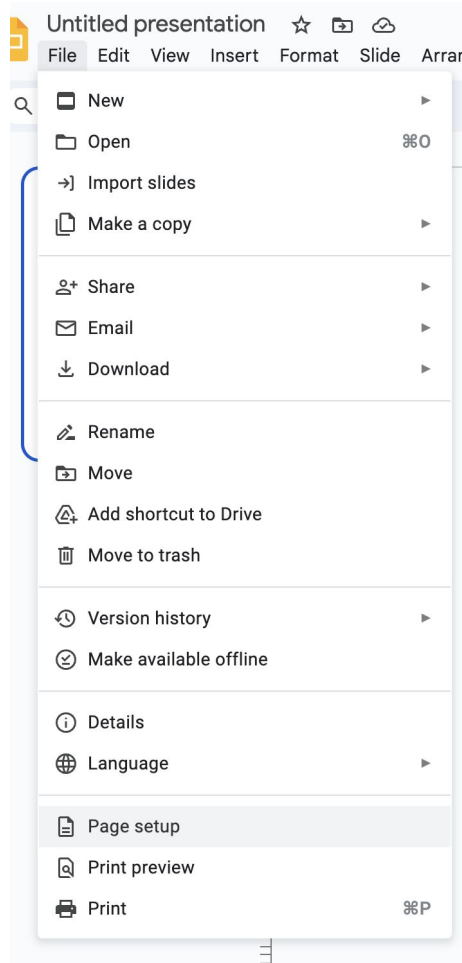 Untitled presentation
File Edit View Insert Format Slide Arrar
New
Open ⌘O
Import slides
Make a copy
Share
Email
Download
Rename
Move
Add shortcut to Drive
Move to trash
Version history
Make available offline
Details
Language
Page setup
Print preview
Print ⌘P